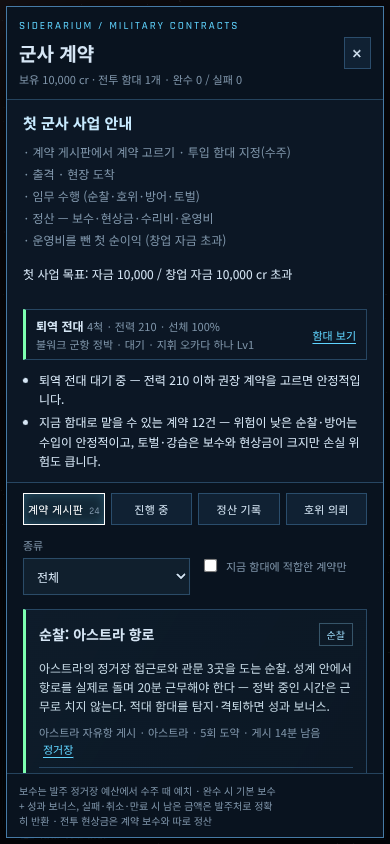 SIDERARIUM / MILITARY CONTRACTS
군사 계약
×
보유 10,000 cr · 전투 함대 1개 · 완수 0 / 실패 0
첫 군사 사업 안내
· 계약 게시판에서 계약 고르기 · 투입 함대 지정(수주)
· 출격 · 현장 도착
· 임무 수행 (순찰·호위·방어·토벌)
· 정산 — 보수·현상금·수리비·운영비
· 운영비를 뺀 첫 순이익 (창업 자금 초과)
첫 사업 목표: 자금 10,000 / 창업 자금 10,000 cr 초과
퇴역 전대 4척 · 전력 210 · 선체 100%
불워크 군항 정박 · 대기 · 지휘 오카다 하나 Lv1
함대 보기
• 퇴역 전대 대기 중 — 전력 210 이하 권장 계약을 고르면 안정적입
니다.
• 지금 함대로 맡을 수 있는 계약 12건 — 위험이 낮은 순찰·방어는
수입이 안정적이고, 토벌·강습은 보수와 현상금이 크지만 손실 위
험도 큽니다.
계약 게시판 24
진행 중
정산 기록
호위 의뢰
종류
전체
지금 함대에 적합한 계약만
순찰: 아스트라 항로
순찰
아스트라의 정거장 접근로와 관문 3곳을 도는 순찰. 성계 안에서
항로를 실제로 돌며 20분 근무해야 한다 — 정박 중인 시간은 근
무로 치지 않는다. 적대 함대를 탐지·격퇴하면 성과 보너스.
아스트라 자유항 게시 · 아스트라 · 5회 도약 · 게시 14분 남음
정거장
보수는 발주 정거장 예산에서 수주 때 예치 · 완수 시 기본 보수
+ 성과 보너스, 실패·취소·만료 시 남은 금액은 발주처로 정확
히 반환 · 전투 현상금은 계약 보수와 따로 정산